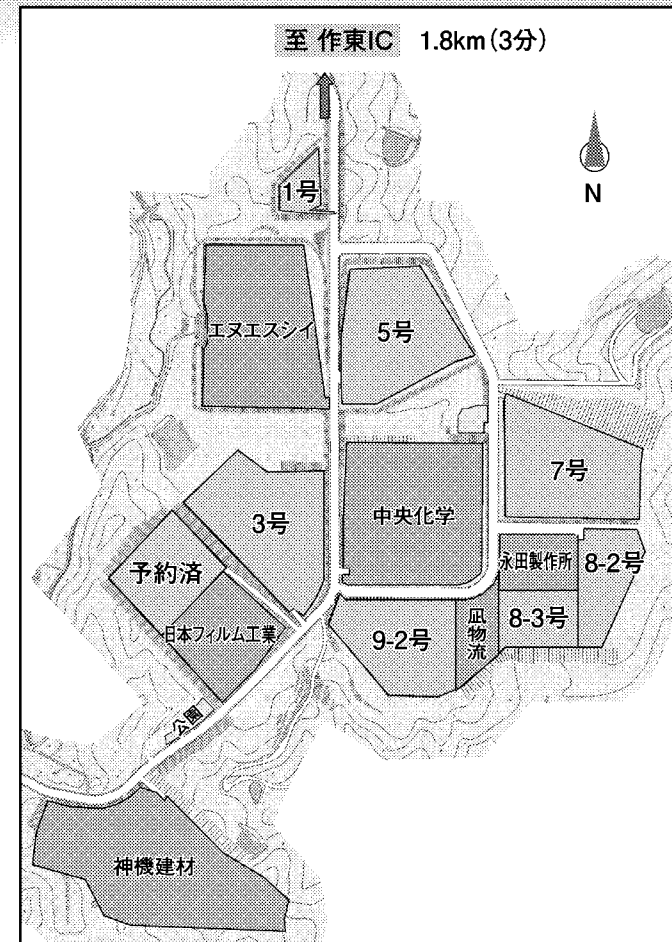 至 作東IC 1.8km(3分)
N
1号
エヌエスシイ
5号
7号
3号
中央化学
予約済
永田製作所
8-2号
日本フィルム工業
9-2号
凪物流
8-3号
公園
神機建材